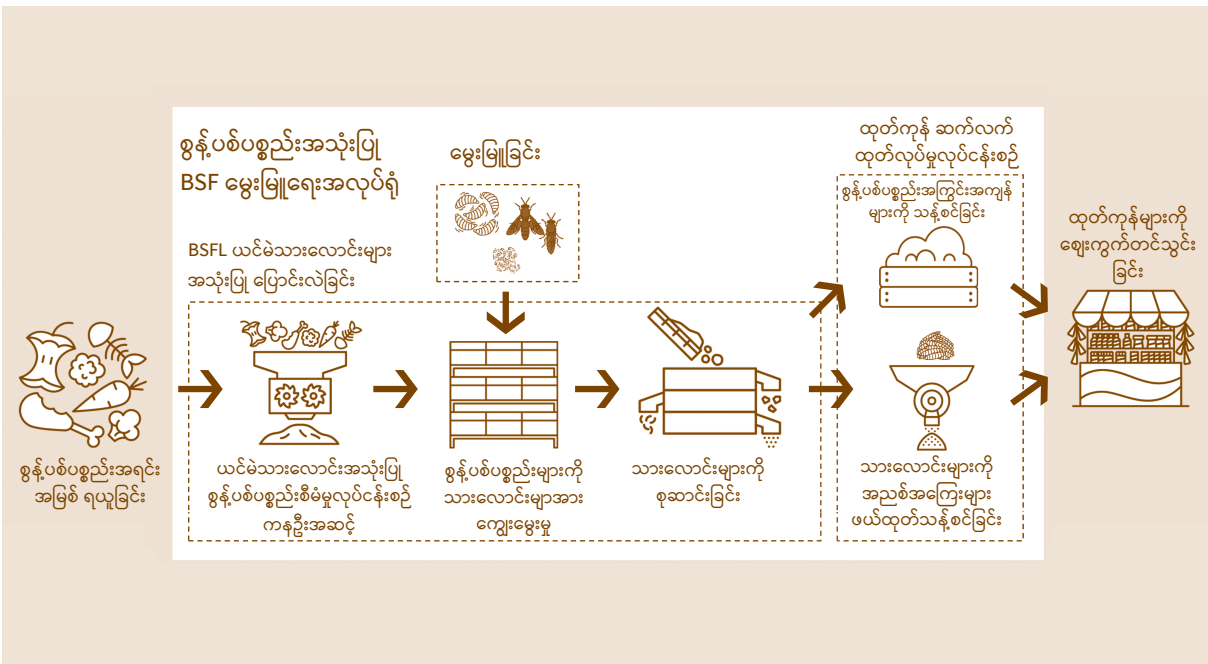 စွန့်ပစ်ပစ္စည်းအသုံးပြု
BSF မွေးမြူရေးအလုပ်ရုံ
မွေးမြူခြင်း
ထုတ်ကုန် ဆက်လက်
ထုတ်လုပ်မှုလုပ်ငန်းစဉ်
စွန့်ပစ်ပစ္စည်းအကြွင်းအကျန်
များကို သန့်စင်ခြင်း
ထုတ်ကုန်များကို
ဈေးကွက်တင်သွင်း
ခြင်း
BSFL ယင်မဲသားလောင်းများ
အသုံးပြု ပြောင်းလဲခြင်း
စွန့်ပစ်ပစ္စည်းအရင်း
အမြစ် ရယူခြင်း
ယင်မဲသားလောင်းအသုံးပြု
စွန့်ပစ်ပစ္စည်းစီမံမှုလုပ်ငန်းစဉ်
ကနဦးအဆင့်
စွန့်ပစ်ပစ္စည်းများကို
သားလောင်းမျာအား
ကျွေးမွေးမှု
သားလောင်းများကို
စုဆာင်းခြင်း
သားလောင်းများကို
အညစ်အကြေးများ
ဖယ်ထုတ်သန့်စင်ခြင်း